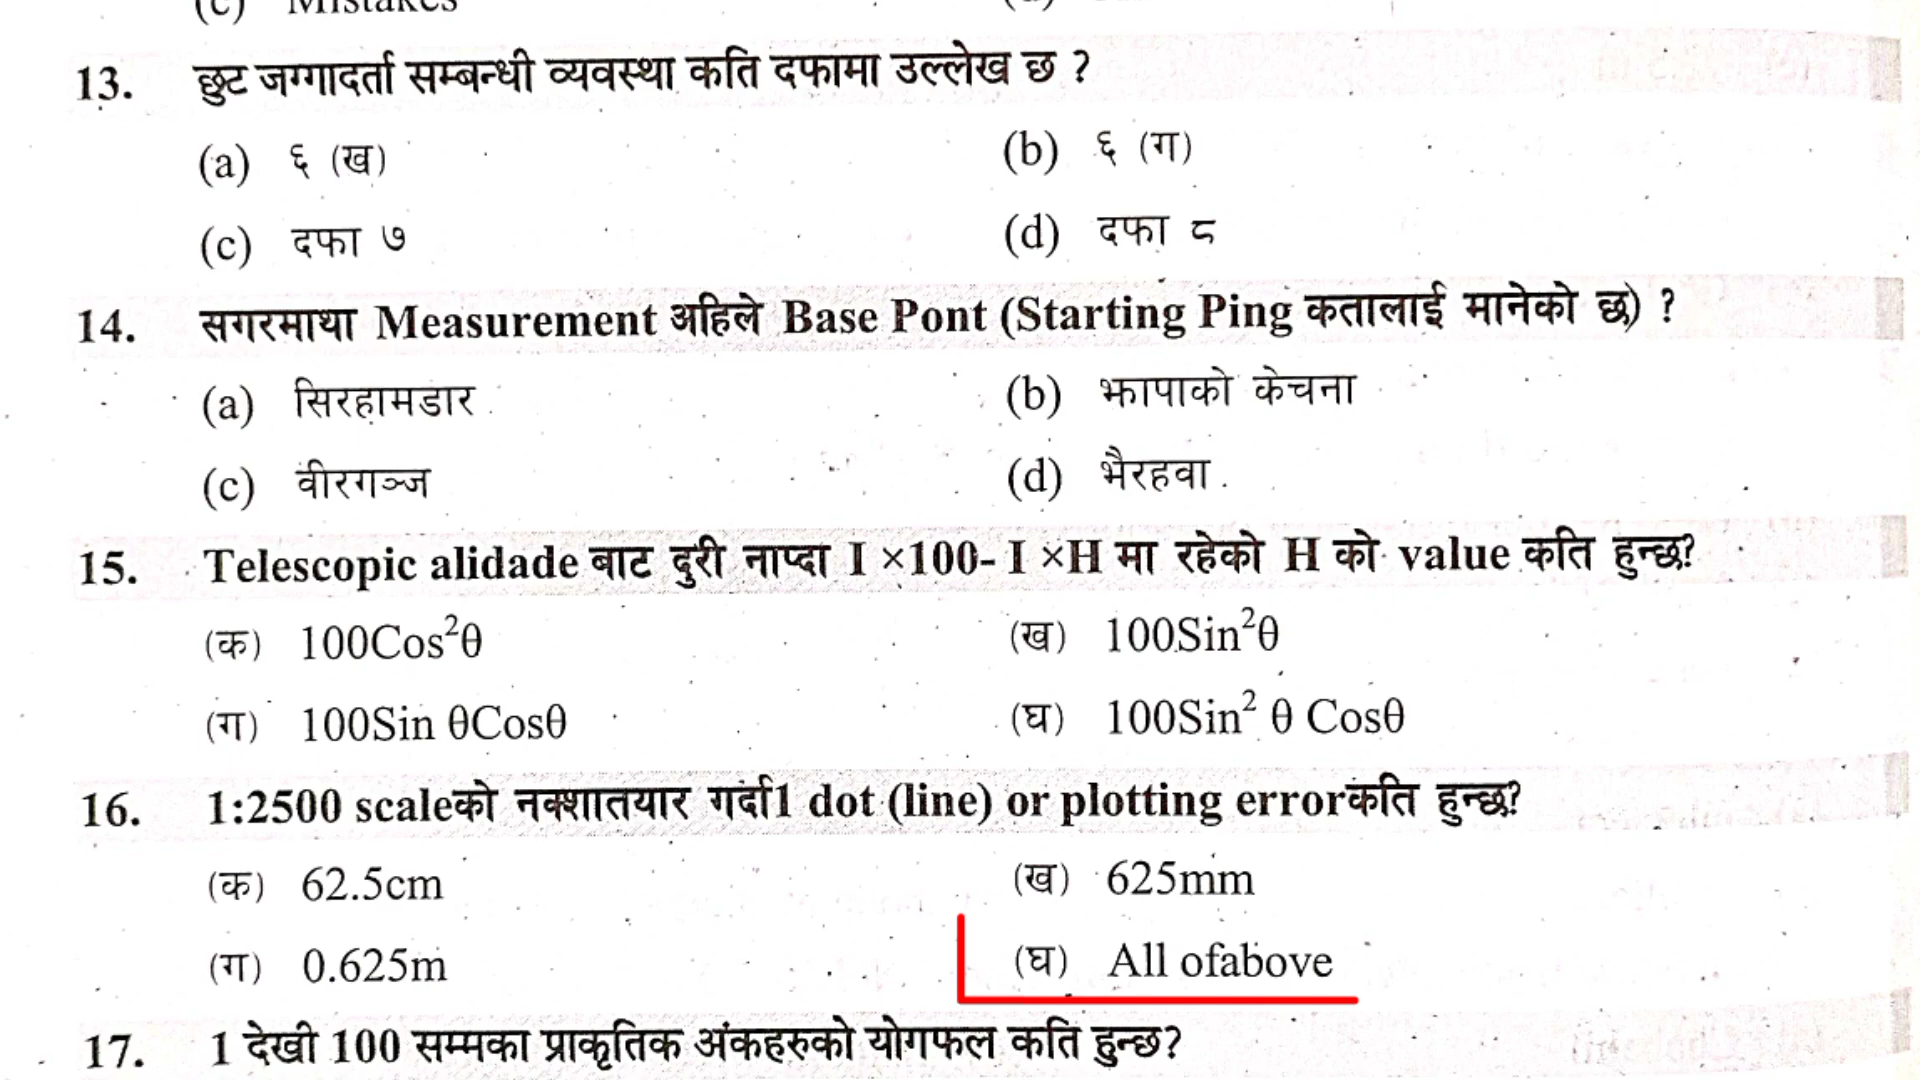 (c) Mistakes
13. छुट जग्गादर्ता सम्बन्धी व्यवस्था कति दफामा उल्लेख छ ?
(a) ६ (ख) (b) ६ (ग)
(c) दफा ७ (d) दफा ८
14. सगरमाथा Measurement अहिले Base Pont (Starting Ping कतालाई मानेको छ) ?
(a) सिरहामडार (b) झापाको केचना
(c) वीरगञ्ज (d) भैरहवा.
15. Telescopic alidade बाट दुरी नाप्दा I ×100- I ×H मा रहेको H को value कति हुन्छ?
(क) 100Cos²θ (ख) 100Sin²θ
(ग) 100Sin θCosθ (घ) 100Sin² θ Cosθ
16. 1:2500 scaleको नक्शातयार गर्दा1 dot (line) or plotting errorकति हुन्छ?
(क) 62.5cm (ख) 625mm
(ग) 0.625m (घ) All ofabove
17. 1 देखी 100 सम्मका प्राकृतिक अंकहरुको योगफल कति हुन्छ?